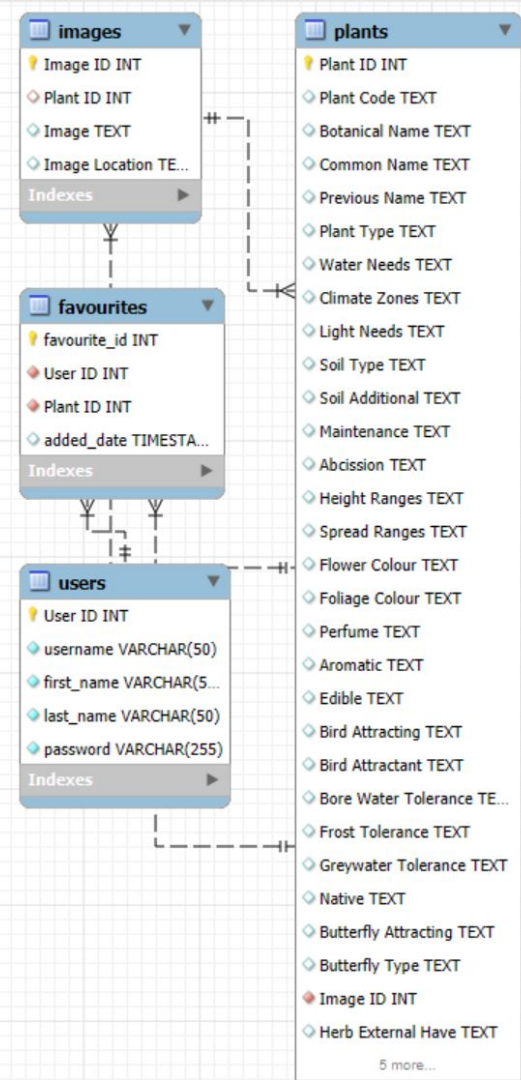 images
Image ID INT
Plant ID INT
Image TEXT
Image Location TE...
Indexes
favourites
favourite_id INT
User ID INT
Plant ID INT
added_date TIMESTA...
Indexes
users
User ID INT
username VARCHAR(50)
first_name VARCHAR(5...
last_name VARCHAR(50)
password VARCHAR(255)
Indexes
plants
Plant ID INT
Plant Code TEXT
Botanical Name TEXT
Common Name TEXT
Previous Name TEXT
Plant Type TEXT
Water Needs TEXT
Climate Zones TEXT
Light Needs TEXT
Soil Type TEXT
Soil Additional TEXT
Maintenance TEXT
Abcission TEXT
Height Ranges TEXT
Spread Ranges TEXT
Flower Colour TEXT
Foliage Colour TEXT
Perfume TEXT
Aromatic TEXT
Edible TEXT
Bird Attracting TEXT
Bird Attractant TEXT
Bore Water Tolerance TE...
Frost Tolerance TEXT
Greywater Tolerance TEXT
Native TEXT
Butterfly Attracting TEXT
Butterfly Type TEXT
Image ID INT
Herb External Have TEXT
5 more...